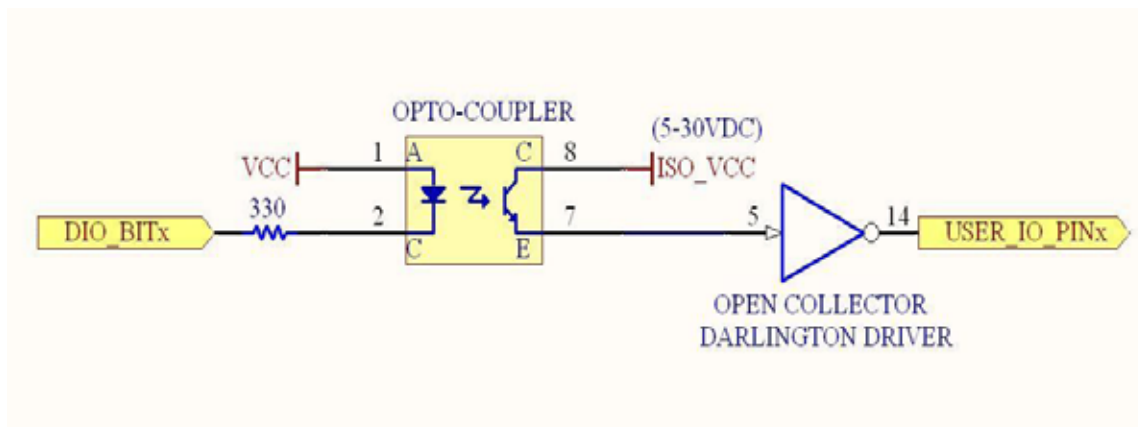 OPTO-COUPLER
(5-30VDC)
VCC 1 A C 8 ISO_VCC
330
DIO_BITx 2 C E 7 5 14 USER_IO_PINx
OPEN COLLECTOR
DARLINGTON DRIVER